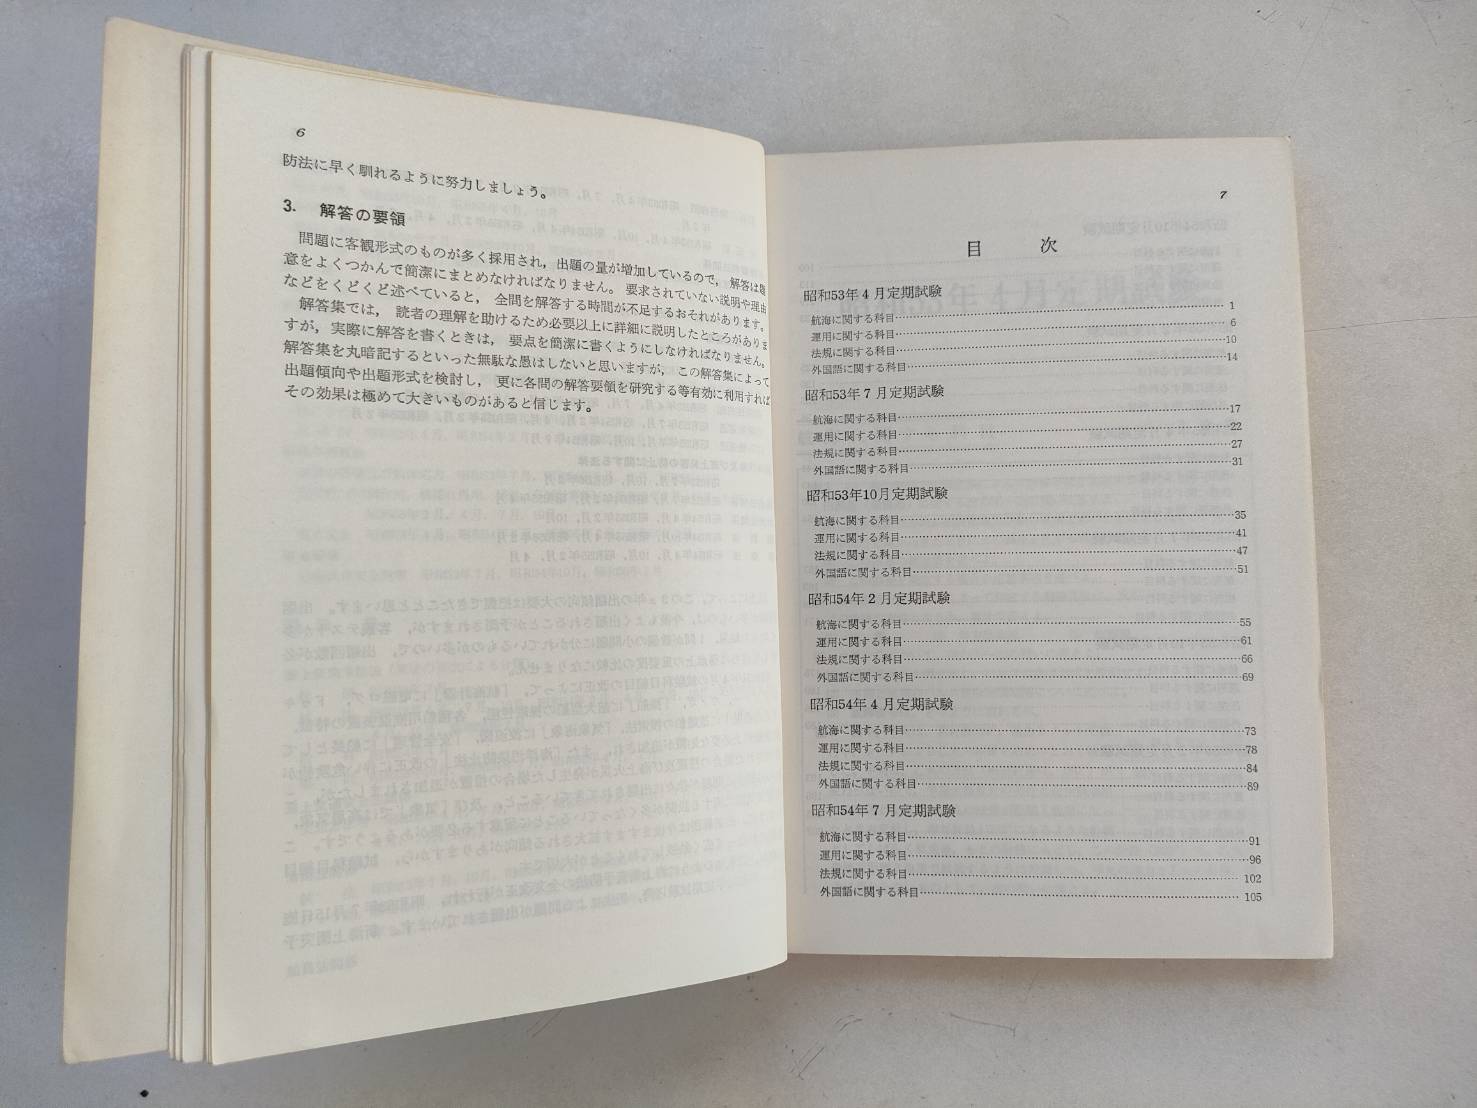 6
防法に早く馴れるように努力しましょう。
3. 解答の要領
問題に客観形式のものが多く採用され，出題の量が増加しているので，解答は題
意をよくつかんで簡潔にまとめなければなりません。要求されていない説明や理由
などをくどくど述べていると，全問を解答する時間が不足するおそれがあります。
解答集では，読者の理解を助けるため必要以上に詳細に説明したところがありま
すが，実際に解答を書くときは，要点を簡潔に書くようにしなければなりません。
解答集を丸暗記するといった無駄な愚はしないと思いますが，この解答集によって
出題傾向や出題形式を検討し，更に各問の解答要領を研究する等有効に利用すれば
その効果は極めて大きいものがあると信じます。
7
目 次
昭和53年4月定期試験
航海に関する科目 1
運用に関する科目 6
法規に関する科目 10
外国語に関する科目 14
昭和53年7月定期試験
航海に関する科目 17
運用に関する科目 22
法規に関する科目 27
外国語に関する科目 31
昭和53年10月定期試験
航海に関する科目 35
運用に関する科目 41
法規に関する科目 47
外国語に関する科目 51
昭和54年2月定期試験
航海に関する科目 55
運用に関する科目 61
法規に関する科目 66
外国語に関する科目 69
昭和54年4月定期試験
航海に関する科目 73
運用に関する科目 78
法規に関する科目 84
外国語に関する科目 89
昭和54年7月定期試験
航海に関する科目 91
運用に関する科目 96
法規に関する科目 102
外国語に関する科目 105